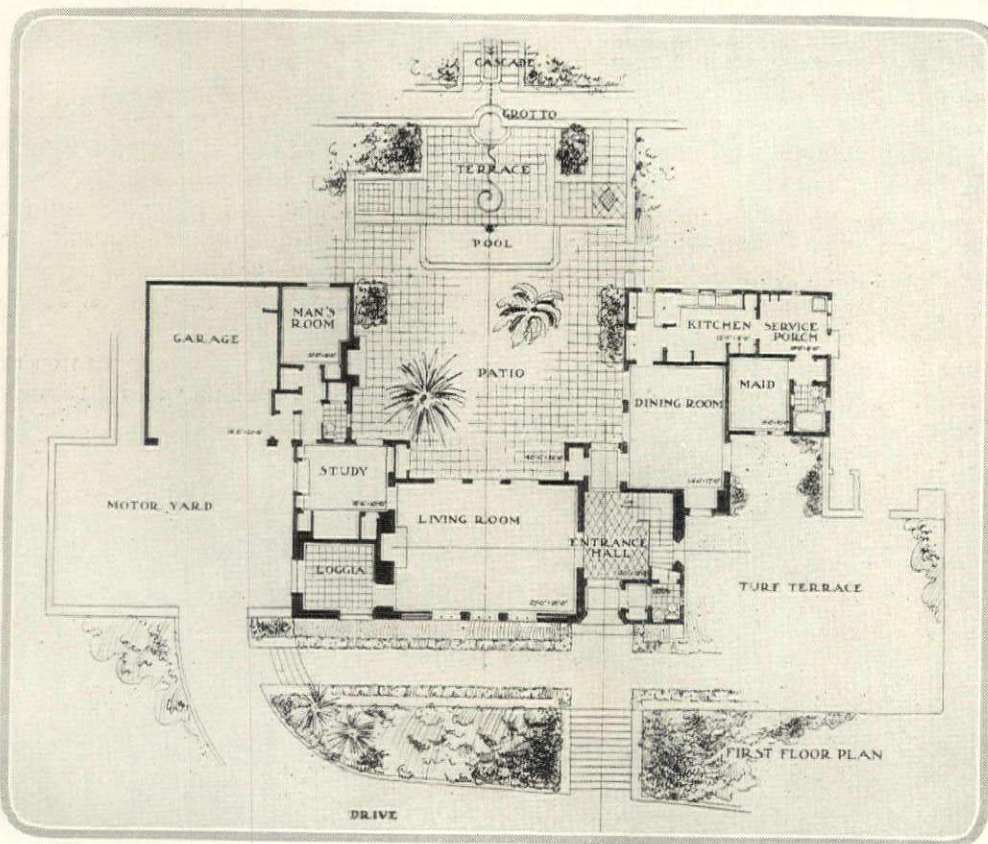 CASCADE
GROTTO
TERRACE
POOL
MAN'S
ROOM
GARAGE
KITCHEN
SERVICE
PORCH
PATIO
MAID
DINING ROOM
STUDY
MOTOR YARD
LIVING ROOM
ENTRANCE
HALL
LOGGIA
TURF TERRACE
FIRST FLOOR PLAN
DRIVE